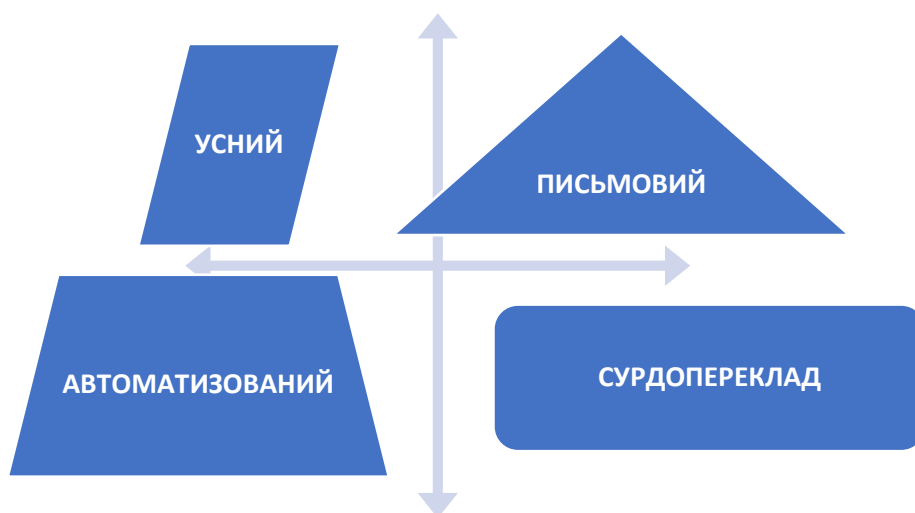 УСНИЙ
ПИСЬМОВИЙ
АВТОМАТИЗОВАНИЙ
СУРДОПЕРЕКЛАД